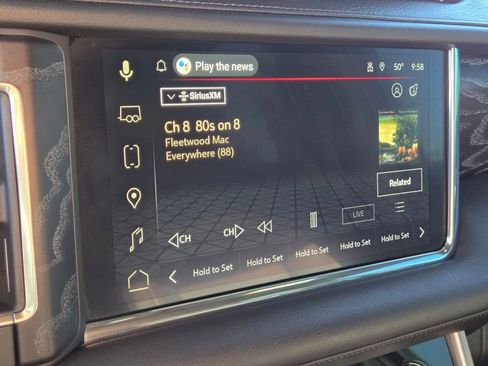 Play the news
50° 9:58
SiriusXM
Ch 8 80s on 8
Fleetwood Mac
Everywhere (88)
Related
CH CH LIVE
Hold to Set Hold to Set Hold to Set Hold to Set Hold to Set